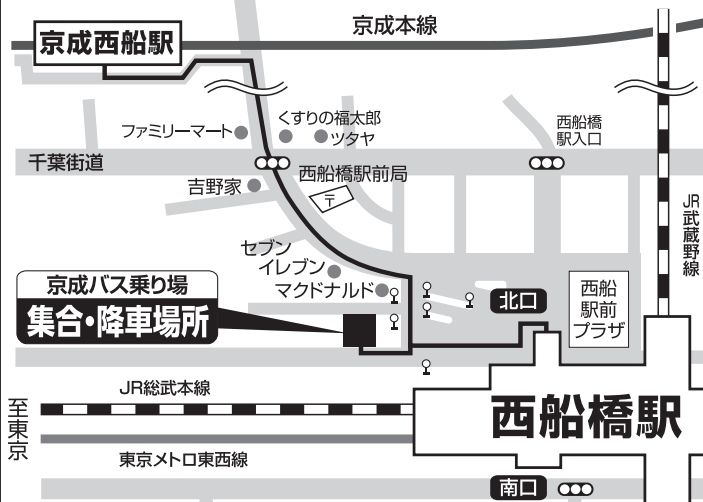 京成本線
京成西船駅
ファミリーマート
くすりの福太郎
ツタヤ
西船橋
駅入口
千葉街道
西船橋駅前局
〒
吉野家
JR武蔵野線
セブン
イレブン
マクドナルド
京成バス乗り場
集合・降車場所
北口
西船
駅前
プラザ
JR総武本線
至東京
西船橋駅
東京メトロ東西線
南口